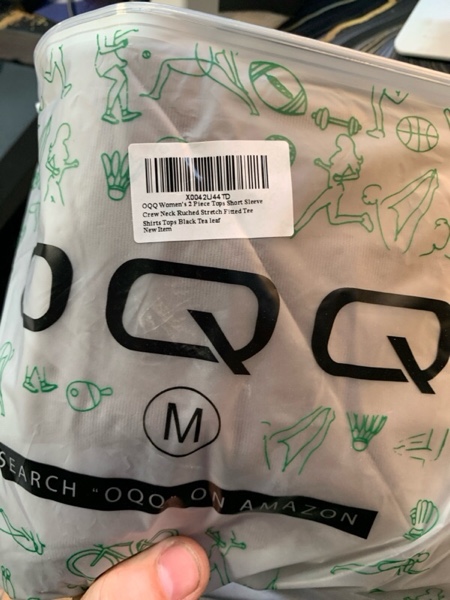 X0042U44TD
OQQ Women's 2 Piece Tops Short Sleeve
Crew Neck Ruched Stretch Fitted Tee
Shirts Tops Black Tea leaf
New Item
OQQ
M
SEARCH "OQQ" ON AMAZON